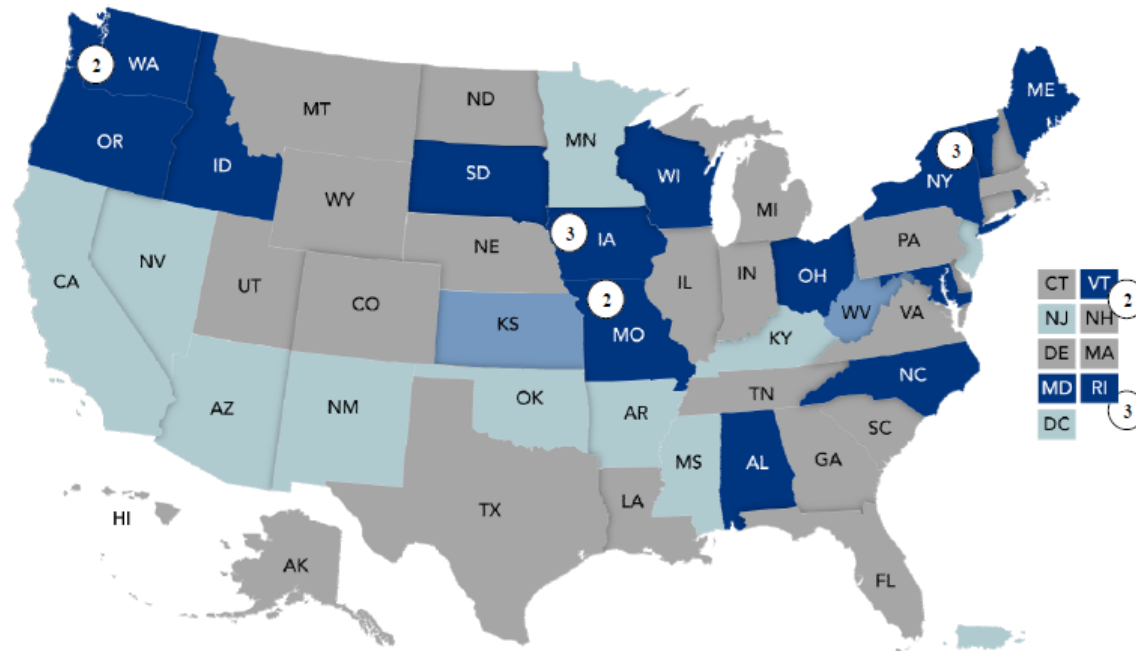 WA
2
MT
ND
MN
ME
OR
ID
SD
WI
3
NY
WY
MI
3
IA
NE
PA
NV
IL
IN
OH
CA
UT
CO
2
MO
WV
VA
KS
KY
CT
VT
2
NJ
NH
DE
MA
MD
RI
3
DC
NC
TN
OK
AZ
NM
AR
SC
MS
AL
GA
LA
TX
HI
AK
FL